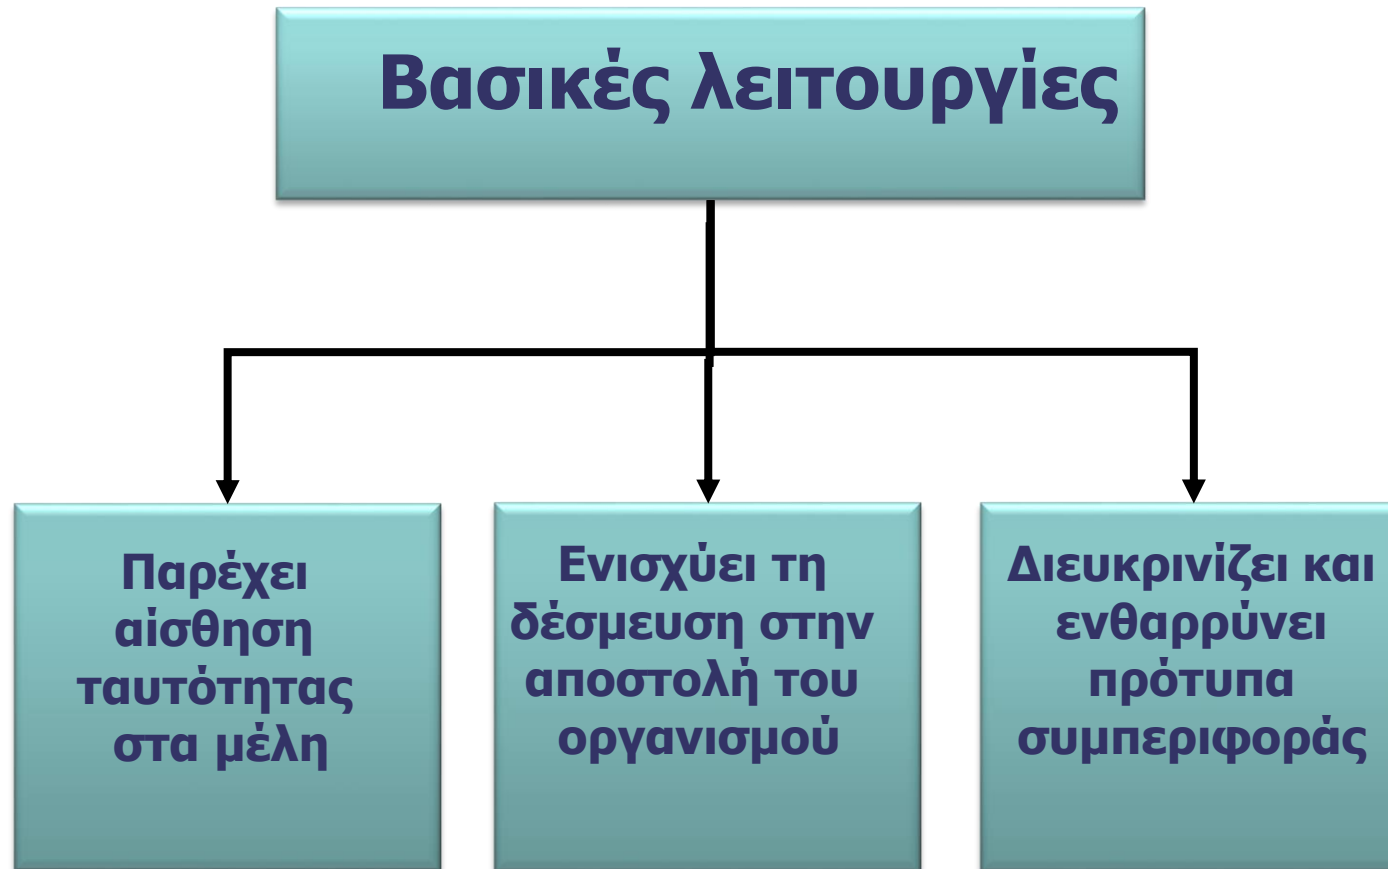 Βασικές λειτουργίες
Παρέχει
αίσθηση
ταυτότητας
στα μέλη
Ενισχύει τη
δέσμευση στην
αποστολή του
οργανισμού
Διευκρινίζει και
ενθαρρύνει
πρότυπα
συμπεριφοράς